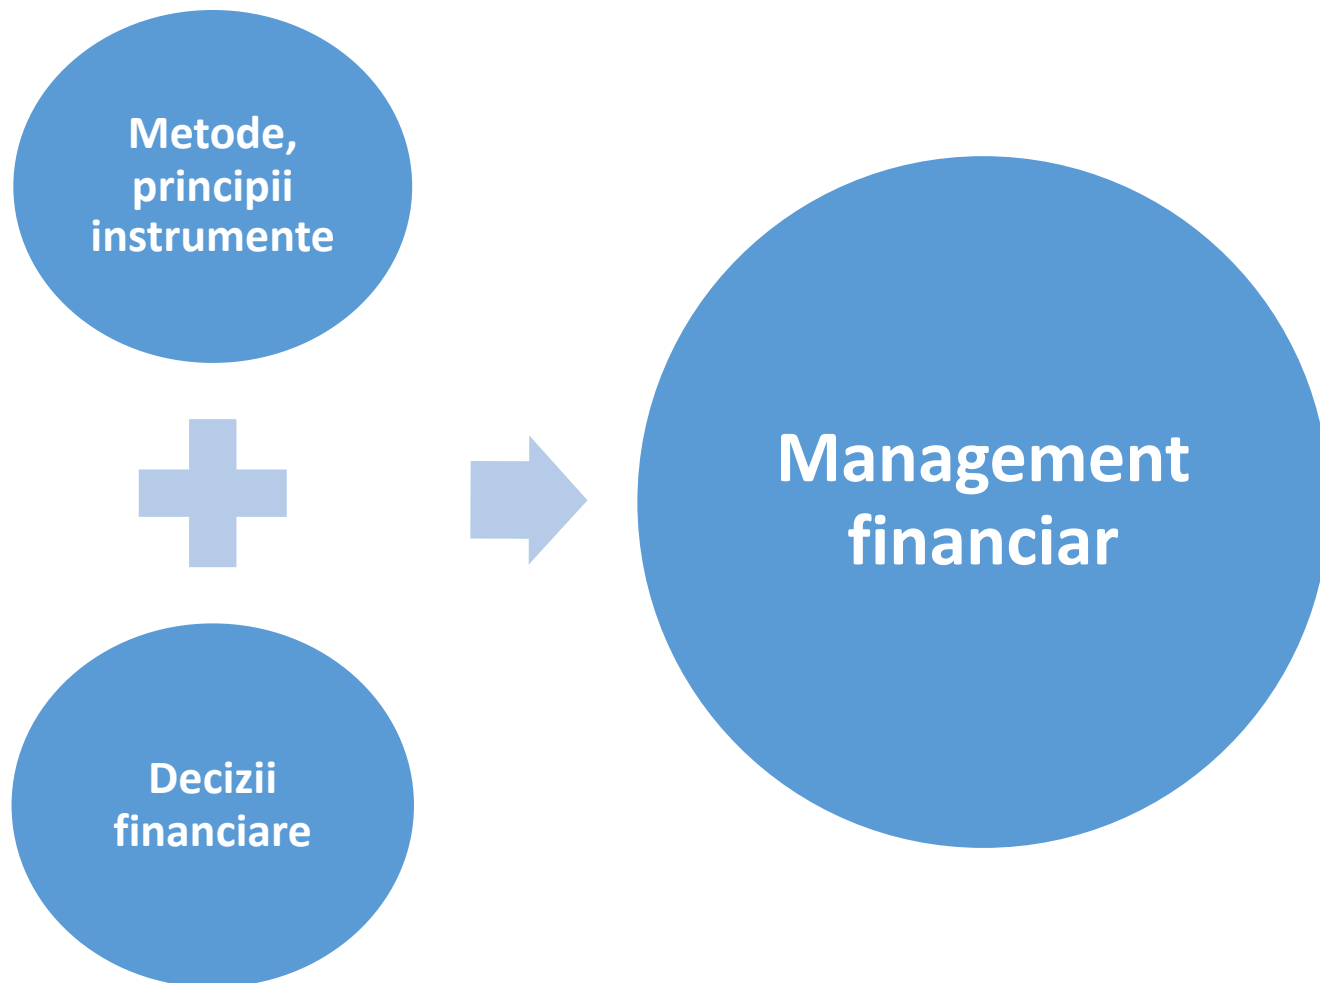 Metode,
principii
instrumente
Decizii
financiare
Management
financiar